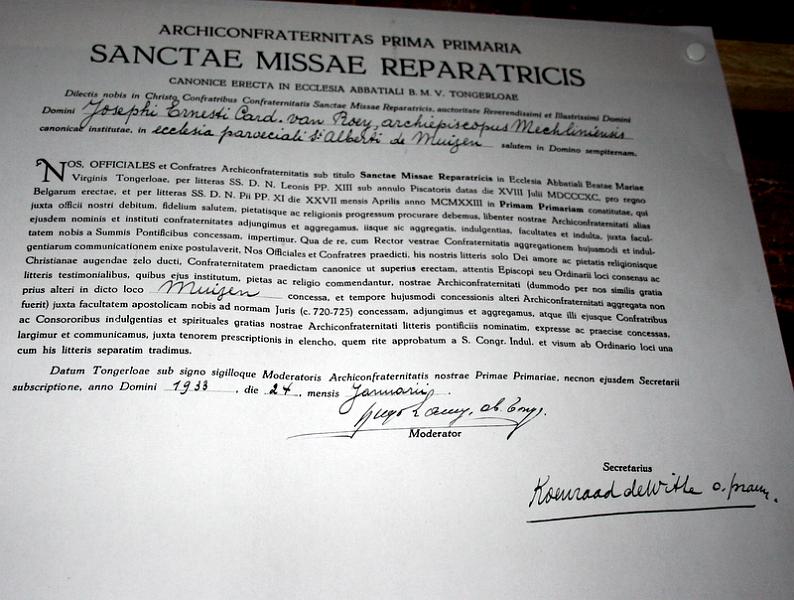 ARCHICONFRATERNITAS PRIMA PRIMARIA
SANCTAE MISSAE REPARATRICIS
CANONICE ERECTA IN ECCLESIA ABBATIALI B. M. V. TONGERLOAE
Dilectis nobis in Christo Confratribus Confraternitatis Sanctae Missae Reparatricis, auctoritate Reverendissimi et Illustrissimi Domini
Domini Josephi Ernesti Card. van Roey, archiepiscopus Mechliniensis
canonicae institutae, in ecclesia paroeciali Sti Alberti de Muizen salutem in Domino sempiternam.
NOS, OFFICIALES et Confratres Archiconfraternitatis sub titulo Sanctae Missae Reparatricis in Ecclesia Abbatiali Beatae Mariae
Virginis Tongerloae, per litteras SS. D. N. Leonis PP. XIII sub annulo Piscatoris datas die XVIII Julii MDCCCXC, pro regno
Belgarum erectae, et per litteras SS. D. N. Pii PP. XI die XXVII mensis Aprilis anno MCMXXIII in Primam Primariam constitutae, qui
juxta officii nostri debitum, fidelium salutem, pietatisque ac religionis progressum procurare debemus, libenter nostrae Archiconfraternitati alias
ejusdem nominis et instituti confraternitates adjungimus et aggregamus, iisque sic aggregatis, indulgentias, facultates et indulta, juxta facul-
tatem nobis a Summis Pontificibus concessam, impertimur. Qua de re, cum Rector vestrae Confraternitatis aggregationem hujusmodi et indul-
gentiarum communicationem enixe postulaverit, Nos Officiales et Confratres praedicti, his nostris litteris solo Dei amore ac pietatis religionisque
Christianae augendae zelo ducti, Confraternitatem praedictam canonice ut superius erectam, attentis Episcopi seu Ordinarii loci consensu ac
litteris testimonialibus, quibus ejus institutum, pietas ac religio commendantur, nostrae Archiconfraternitati (dummodo per nos similis gratia
prius alteri in dicto loco Muizen concessa, et tempore hujusmodi concessionis alteri Archiconfraternitati aggregata non
fuerit) juxta facultatem apostolicam nobis ad normam Juris (c. 720-725) concessam, adjungimus et aggregamus, atque illi ejusque Confratribus
ac Consororibus indulgentias et spirituales gratias nostrae Archiconfraternitati litteris pontificiis nominatim, expresse ac praecise concessas,
largimur et communicamus, juxta tenorem prescriptionis in elencho, quem rite approbatum a S. Congr. Indul. et visum ab Ordinario loci una
cum his litteris separatim tradimus.
Datum Tongerloae sub signo sigilloque Moderatoris Archiconfraternitatis nostrae Primae Primariae, necnon ejusdem Secretarii
subscriptione, anno Domini 1933, die 24, mensis Januarii.
Hugo Lamy, ab. Tong.
Moderator
Secretarius
Koenraad de Witte o. praem.